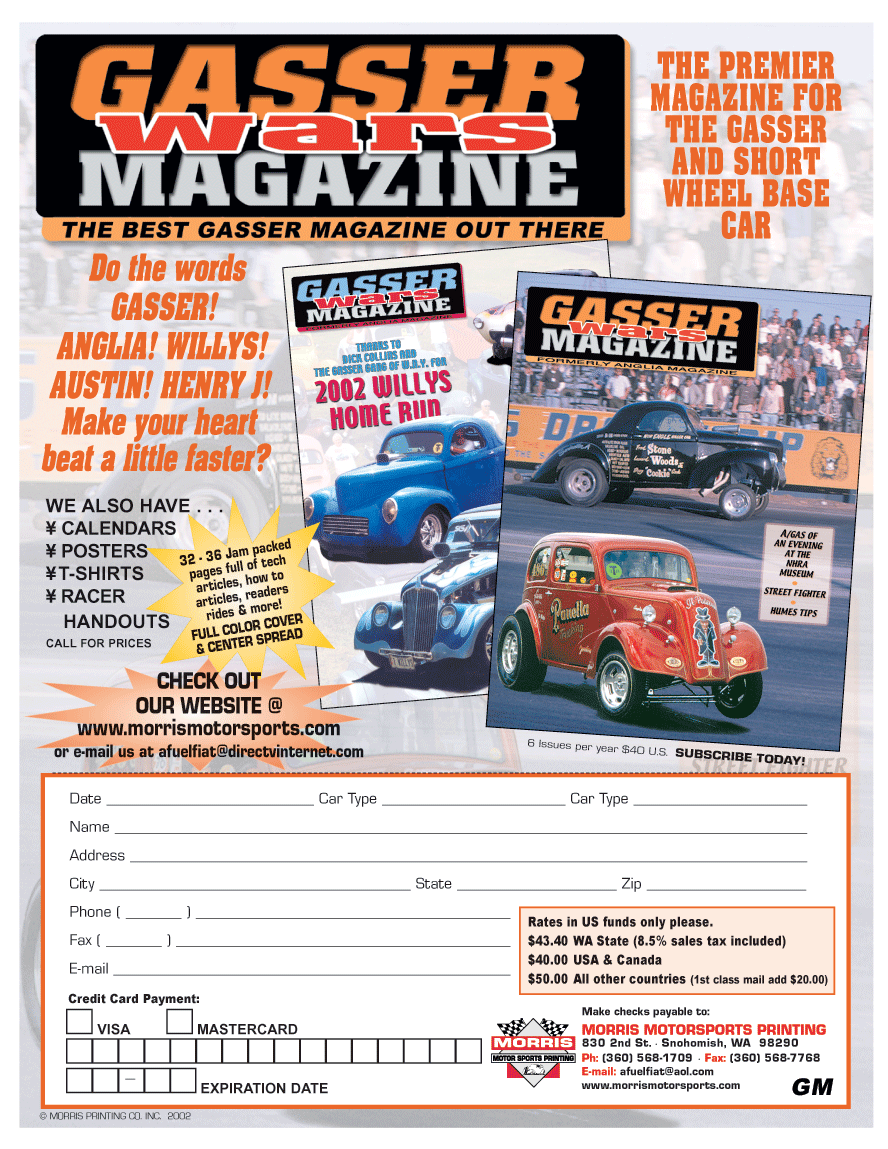 GASSER
wars
MAGAZINE
THE BEST GASSER MAGAZINE OUT THERE
THE PREMIER
MAGAZINE FOR
THE GASSER
AND SHORT
WHEEL BASE
CAR
Do the words
GASSER!
ANGLIA! WILLYS!
AUSTIN! HENRY J!
Make your heart
beat a little faster?
WE ALSO HAVE . . .
¥ CALENDARS
¥ POSTERS
¥ T-SHIRTS
¥ RACER
HANDOUTS
CALL FOR PRICES
32 - 36 Jam packed
pages full of tech
articles, how to
articles, readers
rides & more!
FULL COLOR COVER
& CENTER SPREAD
GASSER
wars
MAGAZINE
FORMERLY ANGLIA MAGAZINE
THANKS TO
DICK COLLINS AND
THE GASSER GANG OF W.N.Y. FOR
2002 WILLYS
HOME RUN
GASSER
wars
MAGAZINE
FORMERLY ANGLIA MAGAZINE
DR
IP
Stone
Woods
"Cookie"
A/GAS OF
AN EVENING
AT THE
NHRA
MUSEUM
STREET FIGHTER
HUMES TIPS
Panella
Trucking
CHECK OUT
OUR WEBSITE @
www.morrismotorsports.com
or e-mail us at afuelfiat@directvinternet.com
6 Issues per year $40 U.S. SUBSCRIBE TODAY!
STREET FIGHTER
Date Car Type Car Type
Name
Address
City State Zip
Phone ( )
Fax ( )
E-mail
Rates in US funds only please.
$43.40 WA State (8.5% sales tax included)
$40.00 USA & Canada
$50.00 All other countries (1st class mail add $20.00)
Credit Card Payment:
VISA MASTERCARD
– EXPIRATION DATE
MORRIS
MOTOR SPORTS PRINTING
Make checks payable to:
MORRIS MOTORSPORTS PRINTING
830 2nd St. · Snohomish, WA 98290
Ph: (360) 568-1709 · Fax: (360) 568-7768
E-mail: afuelfiat@aol.com
www.morrismotorsports.com
GM
© MORRIS PRINTING CO. INC. 2002